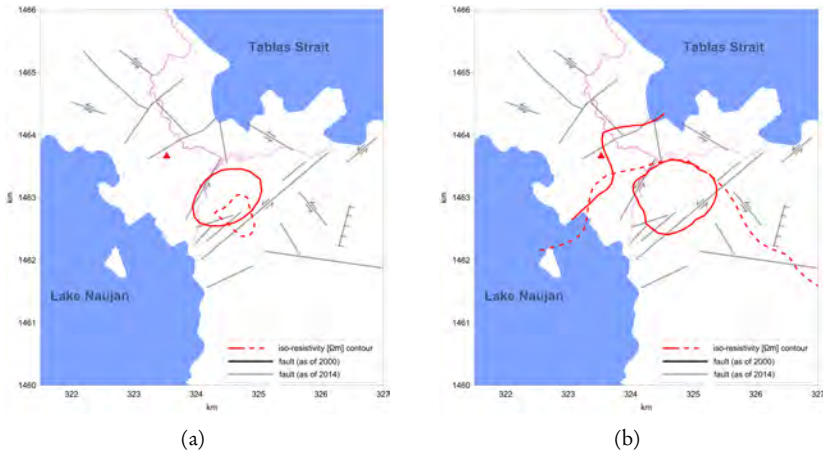 1466
Tablas Strait
1465
1464
km
1463
1462
Lake Naujan
1461
iso-resistivity [Ωm] contour
fault (as of 2000)
fault (as of 2014)
1460
322 323 324 325 326 327
km
(a)
1466
Tablas Strait
1465
1464
km
1463
1462
Lake Naujan
1461
iso-resistivity [Ωm] contour
fault (as of 2000)
fault (as of 2014)
1460
322 323 324 325 326 327
km
(b)